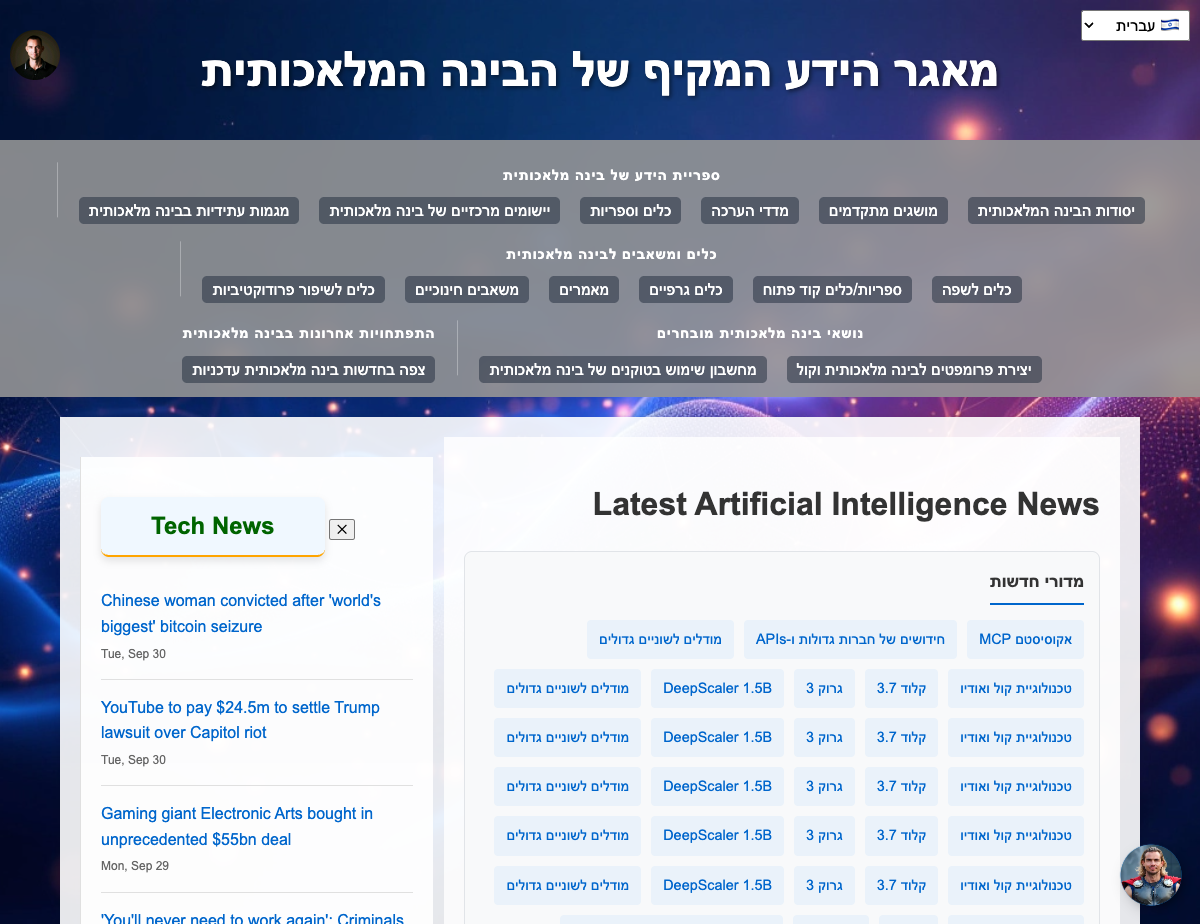 עברית
מאגר הידע המקיף של הבינה המלאכותית
ספריית הידע של בינה מלאכותית
יסודות הבינה המלאכותית
מושגים מתקדמים
מדדי הערכה
כלים וספריות
יישומים מרכזיים של בינה מלאכותית
מגמות עתידיות בבינה מלאכותית
כלים ומשאבים לבינה מלאכותית
כלים לשפה
ספריות/כלים קוד פתוח
כלים גרפיים
מאמרים
משאבים חינוכיים
כלים לשיפור פרודוקטיביות
נושאי בינה מלאכותית מובחרים
יצירת פרומפטים לבינה מלאכותית וקול
מחשבון שימוש בטוקנים של בינה מלאכותית
התפתחויות אחרונות בבינה מלאכותית
צפה בחדשות בינה מלאכותית עדכניות
Latest Artificial Intelligence News
מדורי חדשות
אקוסיסטם MCP
חידושים של חברות גדולות ו-APIs
מודלים לשוניים גדולים
טכנולוגיית קול ואודיו
קלוד 3.7
גרוק 3
DeepScaler 1.5B
מודלים לשוניים גדולים
טכנולוגיית קול ואודיו
קלוד 3.7
גרוק 3
DeepScaler 1.5B
מודלים לשוניים גדולים
טכנולוגיית קול ואודיו
קלוד 3.7
גרוק 3
DeepScaler 1.5B
מודלים לשוניים גדולים
טכנולוגיית קול ואודיו
קלוד 3.7
גרוק 3
DeepScaler 1.5B
מודלים לשוניים גדולים
טכנולוגיית קול ואודיו
קלוד 3.7
גרוק 3
DeepScaler 1.5B
מודלים לשוניים גדולים
Tech News
Chinese woman convicted after 'world's
biggest' bitcoin seizure
Tue, Sep 30
YouTube to pay $24.5m to settle Trump
lawsuit over Capitol riot
Tue, Sep 30
Gaming giant Electronic Arts bought in
unprecedented $55bn deal
Mon, Sep 29
'You'll never need to work again': Criminals